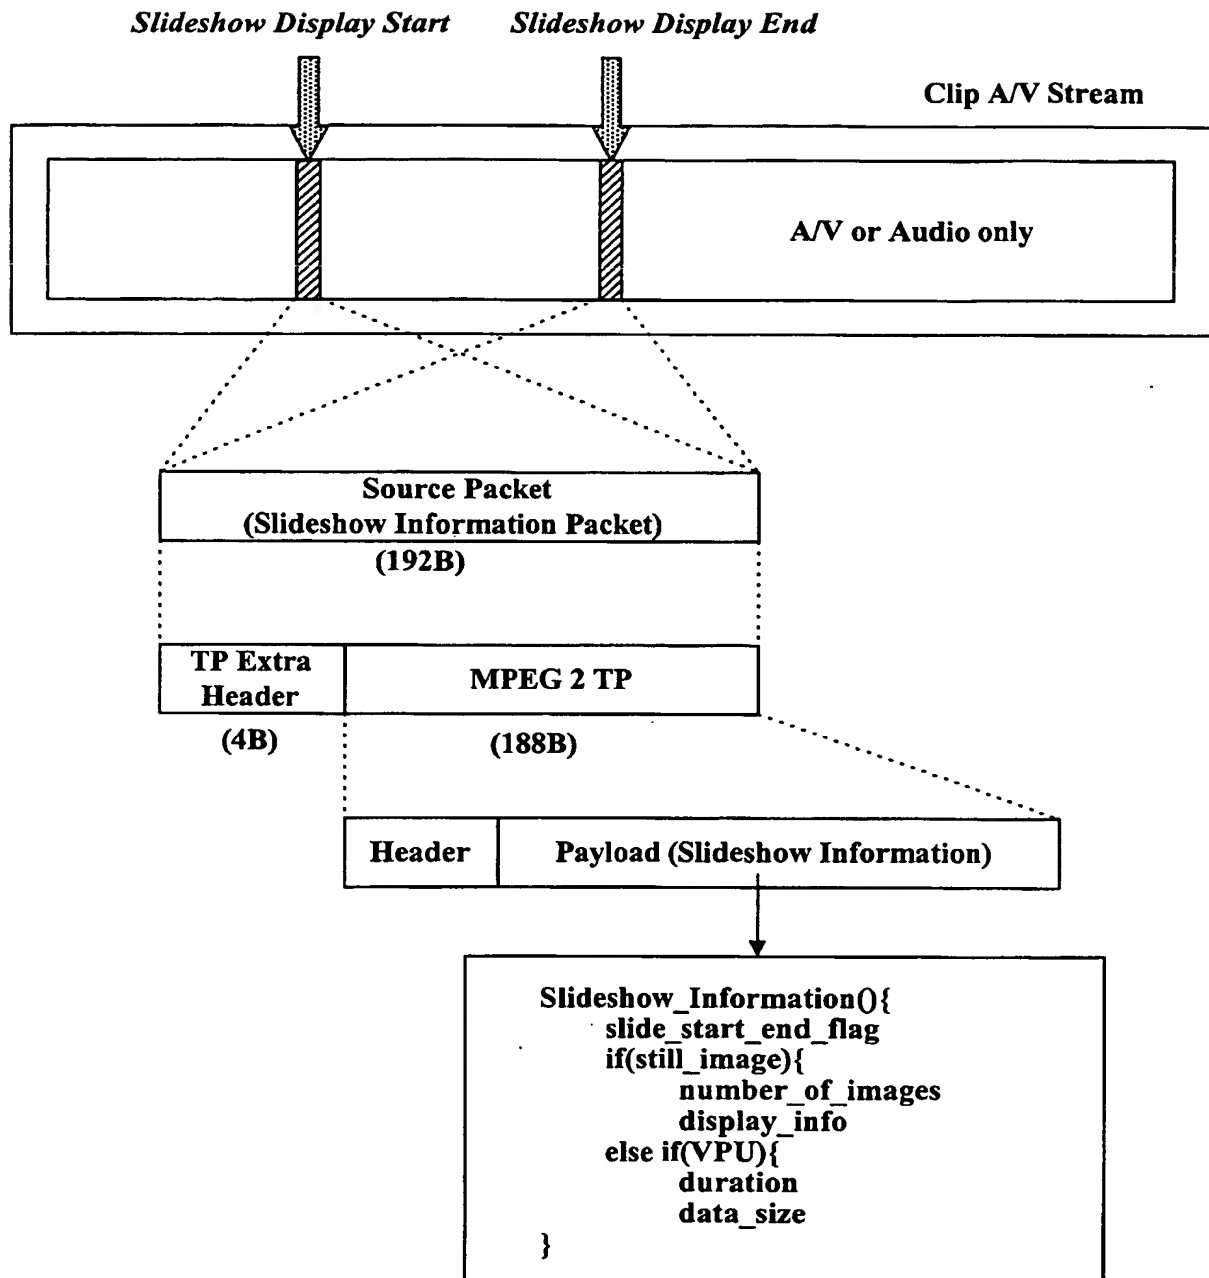 Slideshow Display Start Slideshow Display End
Clip A/V Stream
A/V or Audio only
Source Packet
(Slideshow Information Packet)
(192B)
TP Extra
Header
MPEG 2 TP
(4B)
(188B)
Header
Payload (Slideshow Information)
Slideshow_Information(){
slide_start_end_flag
if(still_image){
number_of_images
display_info
else if(VPU){
duration
data_size
}